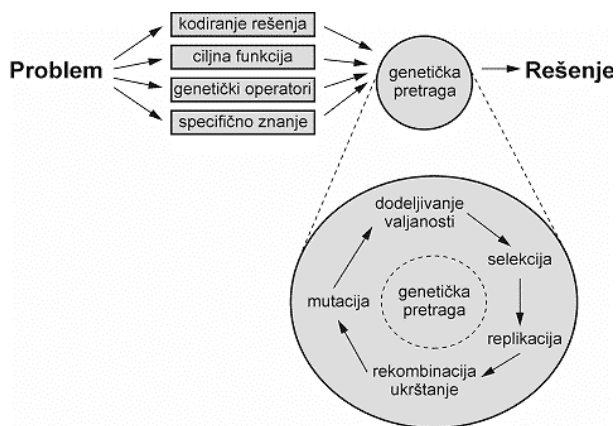 kodiranje rešenja
ciljna funkcija
genetički operatori
specifično znanje
Problem
genetička
pretraga
Rešenje
dodeljivanje
valjanosti
selekcija
replikacija
rekombinacija
ukrštanje
mutacija
genetička
pretraga